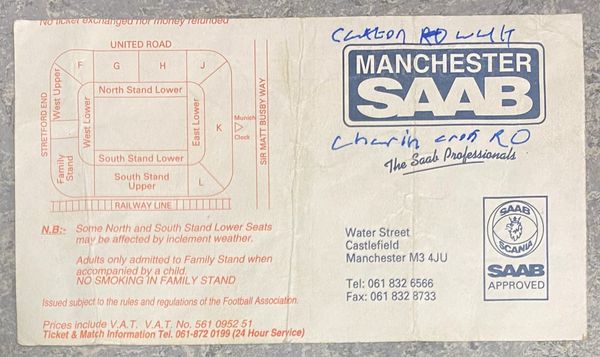 No ticket exchanged nor money refunded
UNITED ROAD
F
G
H
J
STRETFORD END
West Upper
North Stand Lower
West Lower
East Lower
K
Munich
Clock
SIR MATT BUSBY WAY
Family
Stand
South Stand Lower
South Stand
Upper
L
RAILWAY LINE
N.B:- Some North and South Stand Lower Seats
may be affected by inclement weather.
Adults only admitted to Family Stand when
accompanied by a child.
NO SMOKING IN FAMILY STAND
Issued subject to the rules and regulations of the Football Association.
Prices include V.A.T. V.A.T. No. 561 0952 51
Ticket & Match Information Tel. 061-872 0199 (24 Hour Service)
RD
MANCHESTER
SAAB
RD
The Saab Professionals
Water Street
Castlefield
Manchester M3 4JU
Tel: 061 832 6566
Fax: 061 832 8733
SAAB
SCANIA
SAAB
APPROVED